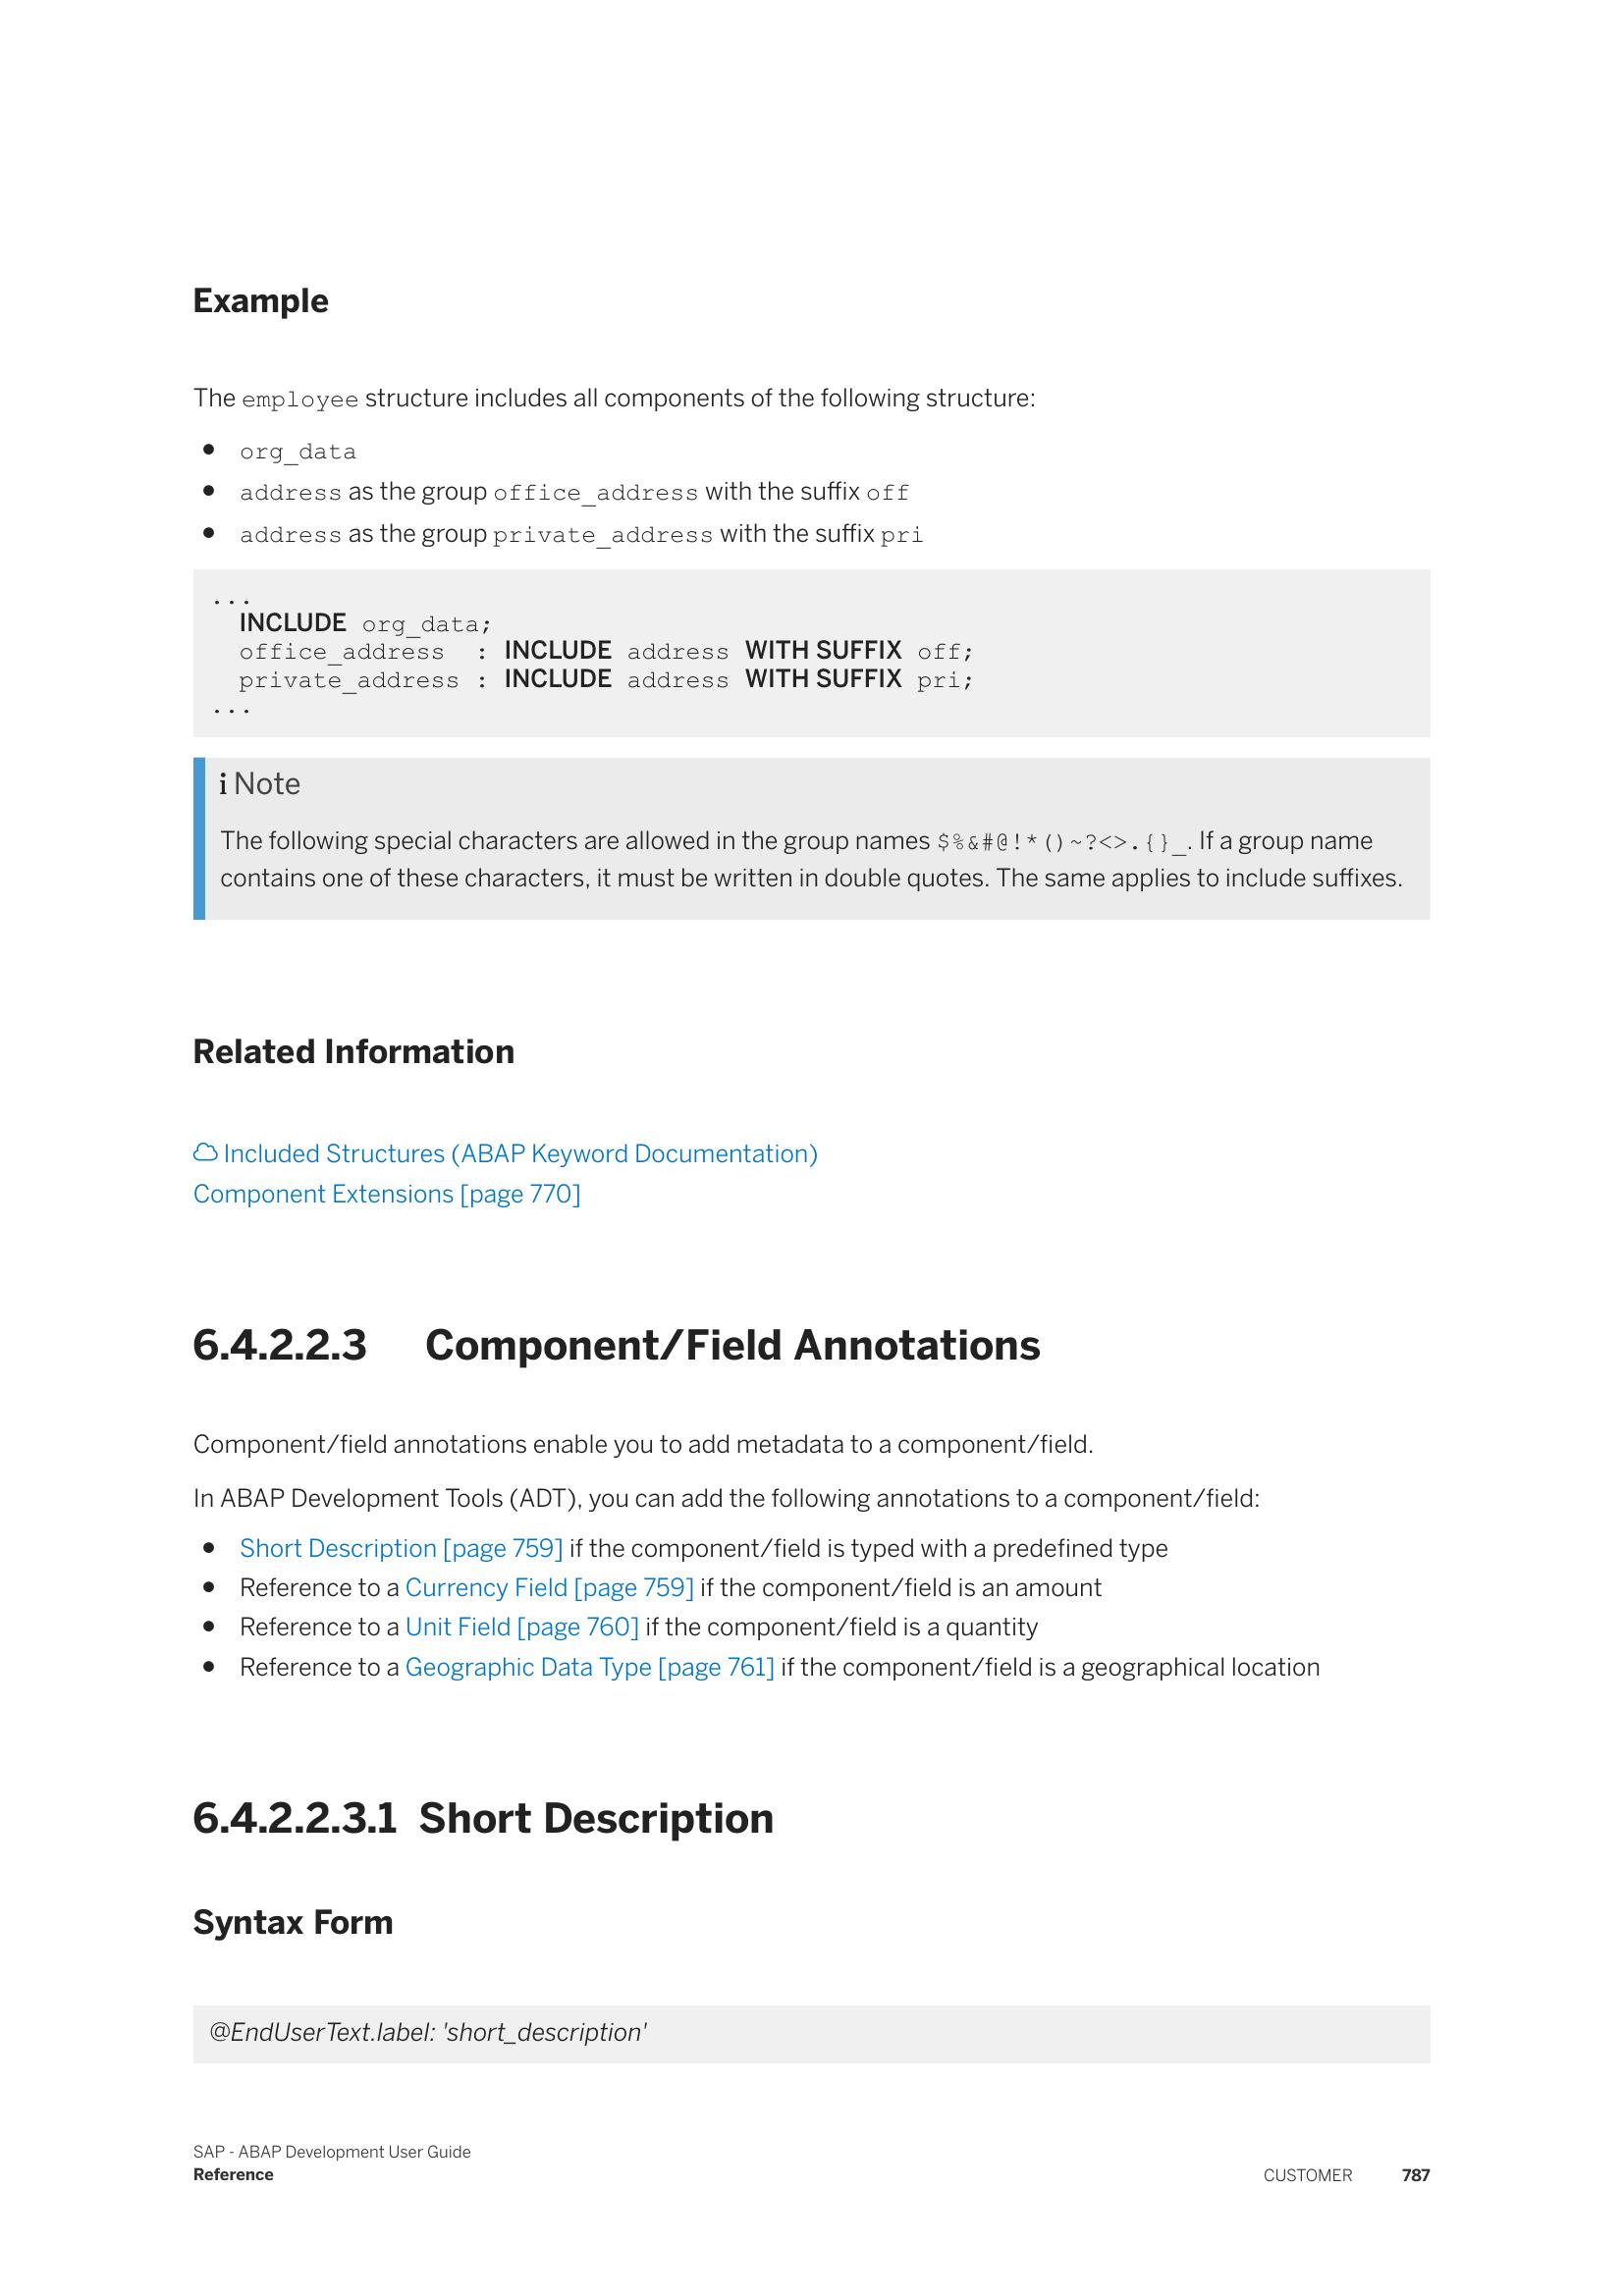 Example
The employee structure includes all components of the following structure:
● org_data
● address as the group office_address with the suffix off
● address as the group private_address with the suffix pri
...
INCLUDE org_data;
office_address : INCLUDE address WITH SUFFIX off;
private_address : INCLUDE address WITH SUFFIX pri;
...
i Note
The following special characters are allowed in the group names $%&#@!*()~?<>.{}_. If a group name
contains one of these characters, it must be written in double quotes. The same applies to include suffixes.
Related Information
Included Structures (ABAP Keyword Documentation)
Component Extensions [page 770]
6.4.2.2.3 Component/Field Annotations
Component/field annotations enable you to add metadata to a component/field.
In ABAP Development Tools (ADT), you can add the following annotations to a component/field:
● Short Description [page 759] if the component/field is typed with a predefined type
● Reference to a Currency Field [page 759] if the component/field is an amount
● Reference to a Unit Field [page 760] if the component/field is a quantity
● Reference to a Geographic Data Type [page 761] if the component/field is a geographical location
6.4.2.2.3.1 Short Description
Syntax Form
@EndUserText.label: 'short_description'
SAP - ABAP Development User Guide
Reference
CUSTOMER 787